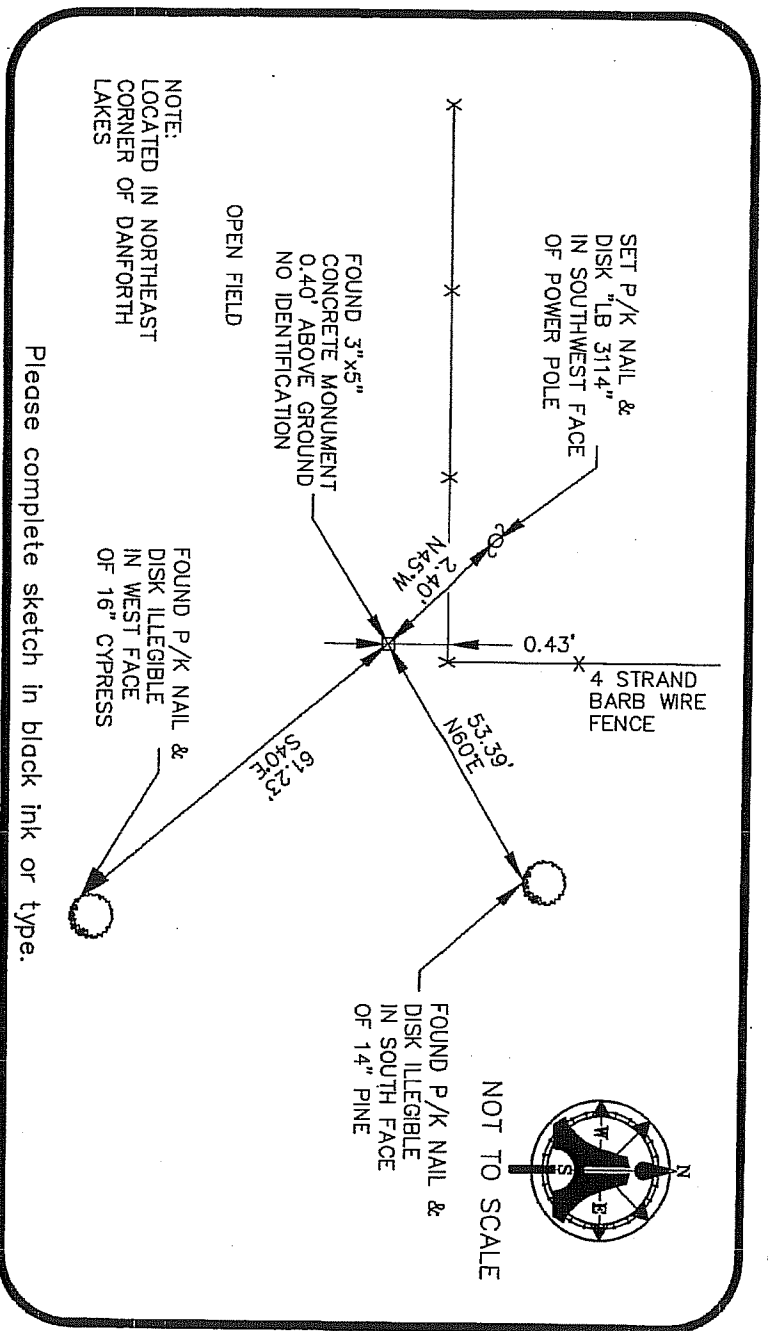 SET P/K NAIL &
DISK "LB 3114"
IN SOUTHWEST FACE
OF POWER POLE
4 STRAND
BARB WIRE
FENCE
0.43'
2.40'
N45°W
53.39'
N60°E
61.23'
S40°E
N
W
E
S
NOT TO SCALE
FOUND 3"x5"
CONCRETE MONUMENT
0.40' ABOVE GROUND
NO IDENTIFICATION
FOUND P/K NAIL &
DISK ILLEGIBLE
IN SOUTH FACE
OF 14" PINE
OPEN FIELD
FOUND P/K NAIL &
DISK ILLEGIBLE
IN WEST FACE
OF 16" CYPRESS
NOTE:
LOCATED IN NORTHEAST
CORNER OF DANFORTH
LAKES
Please complete sketch in black ink or type.